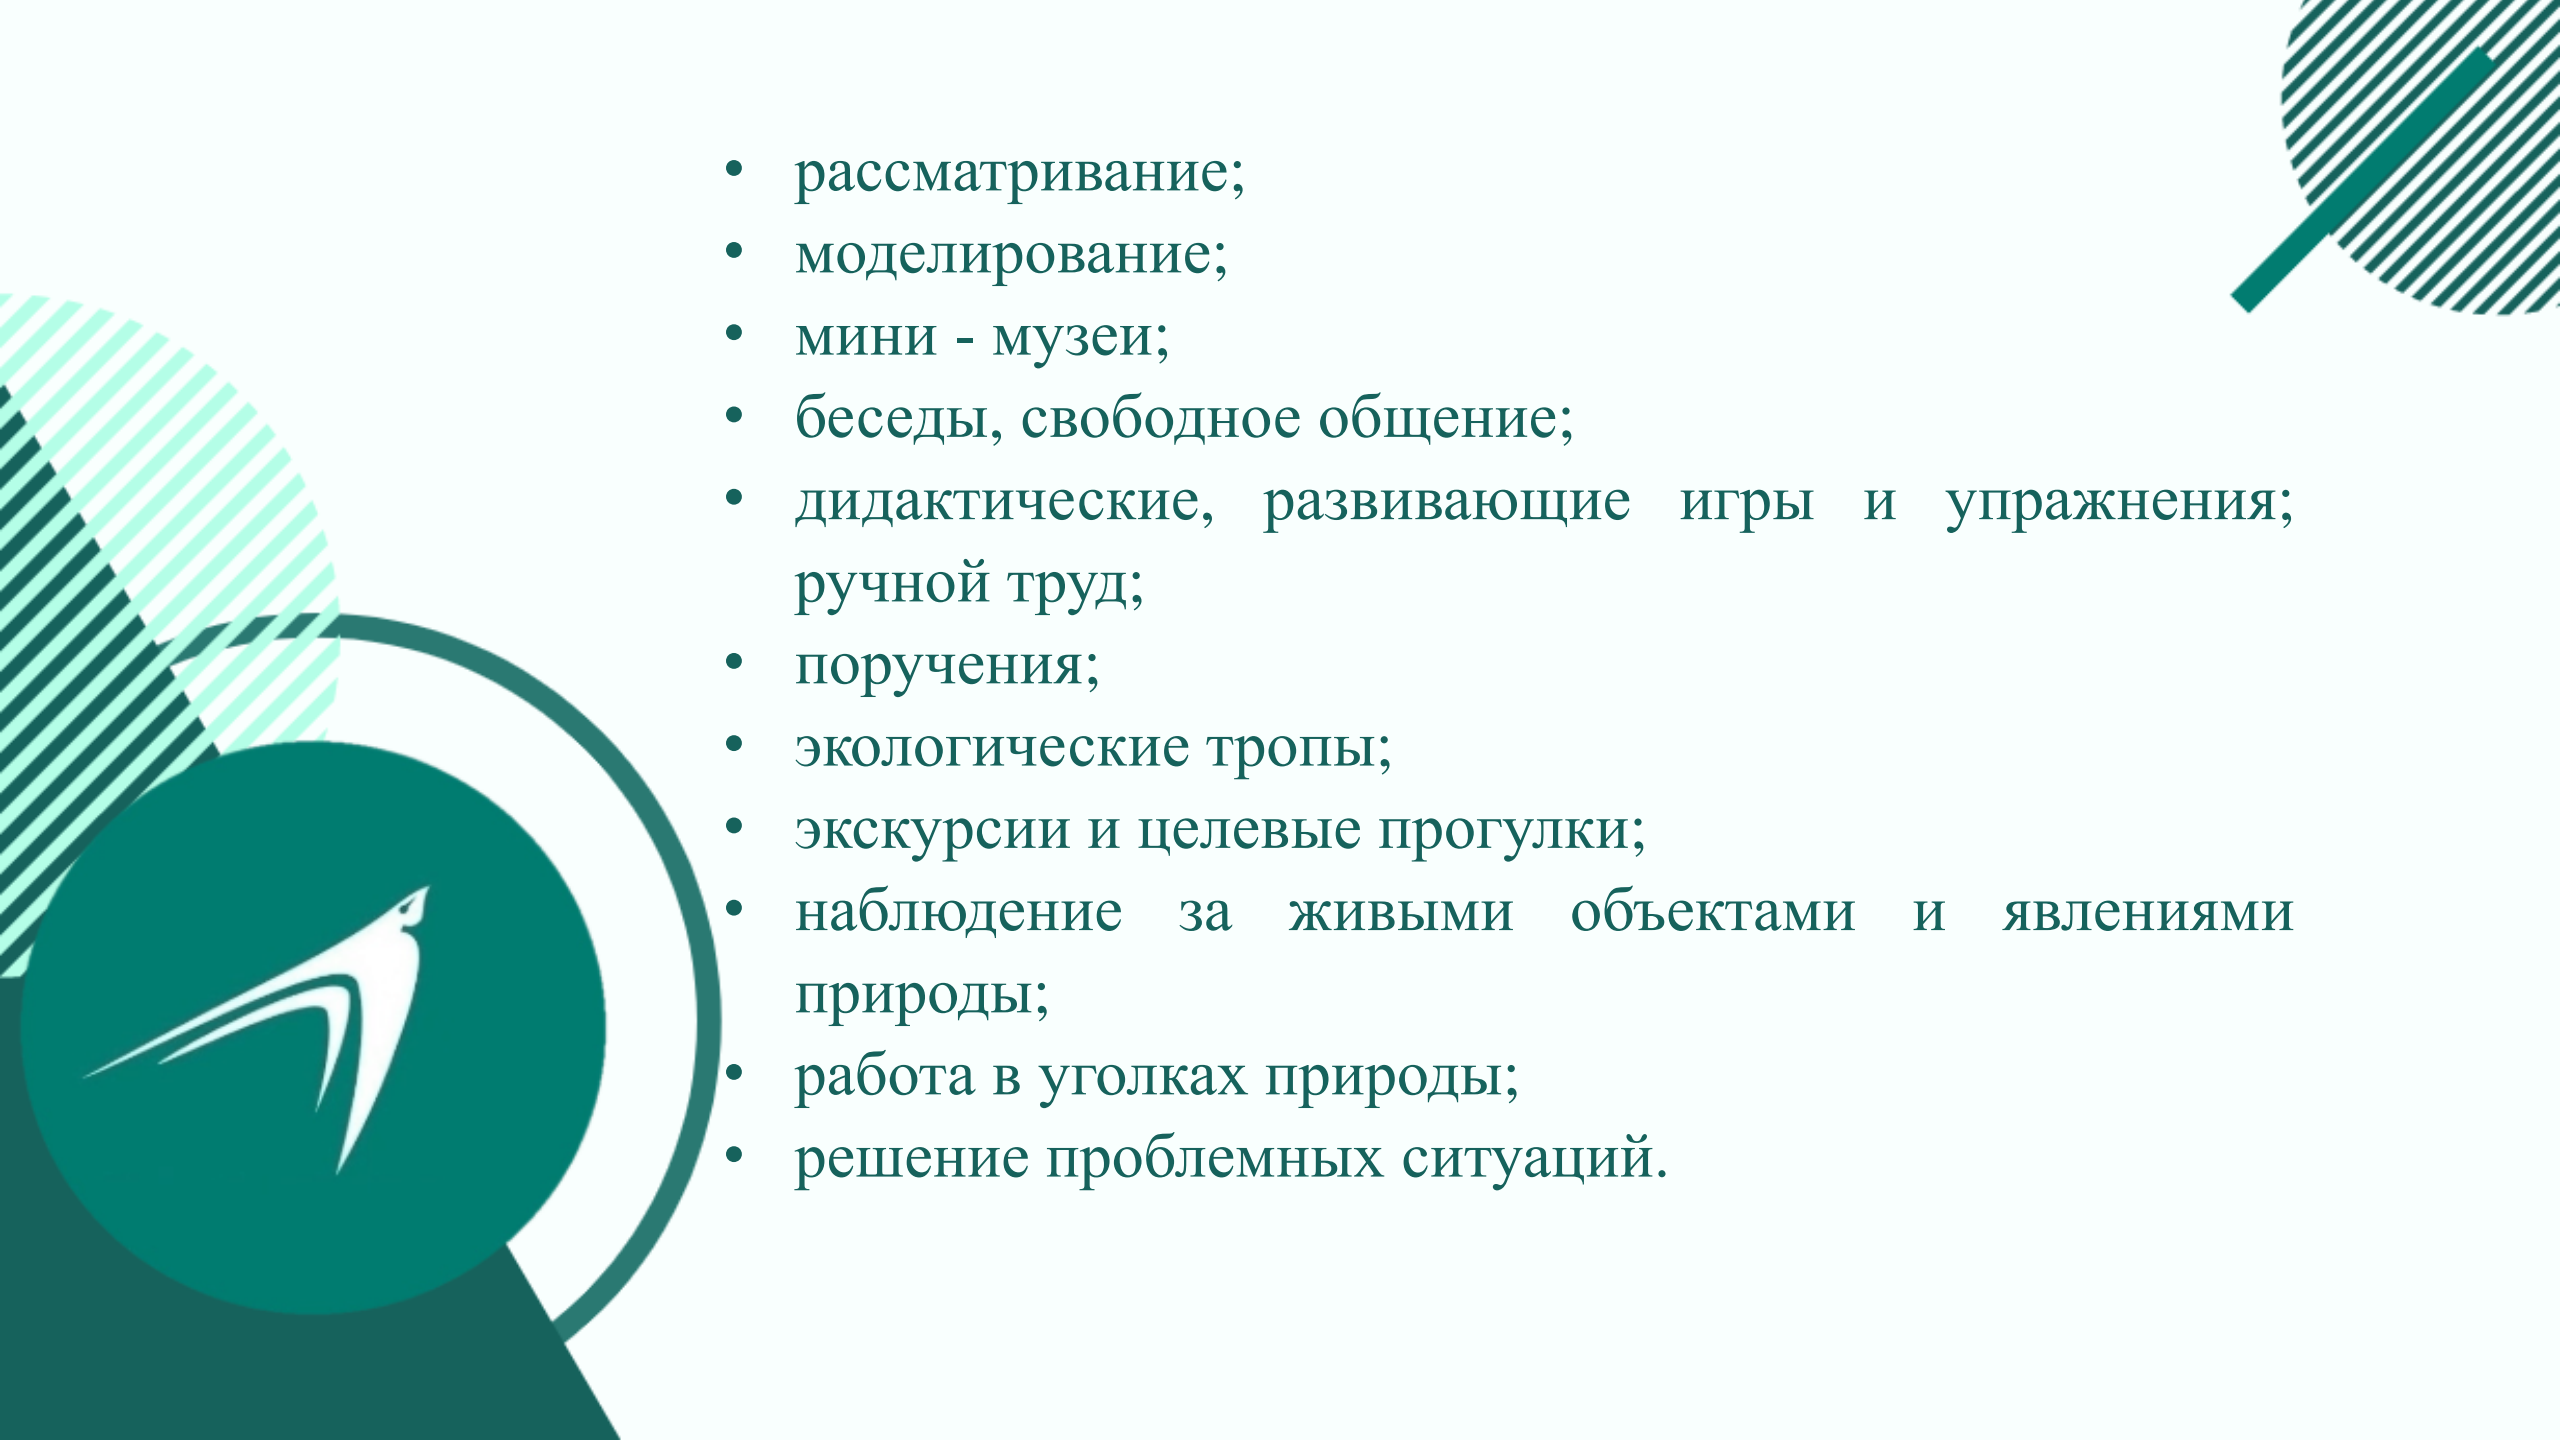 • рассматривание;
• моделирование;
• мини - музеи;
• беседы, свободное общение;
• дидактические, развивающие игры и упражнения;
ручной труд;
• поручения;
• экологические тропы;
• экскурсии и целевые прогулки;
• наблюдение за живыми объектами и явлениями
природы;
• работа в уголках природы;
• решение проблемных ситуаций.